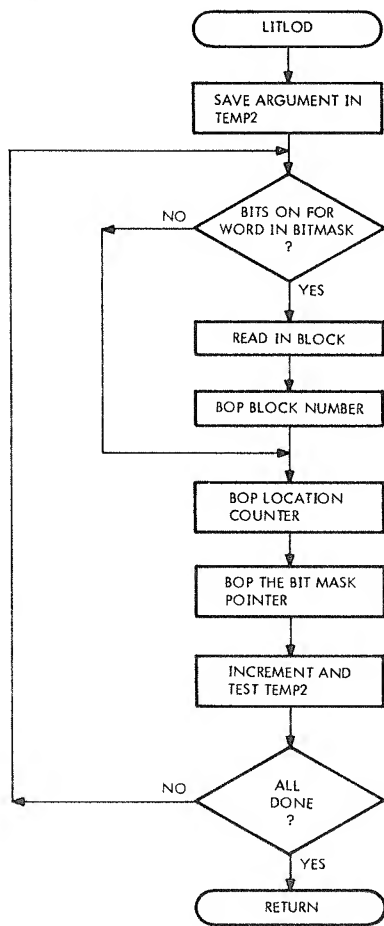 LITLOD
SAVE ARGUMENT IN
TEMP2
NO
BITS ON FOR
WORD IN BITMASK
?
YES
READ IN BLOCK
BOP BLOCK NUMBER
BOP LOCATION
COUNTER
BOP THE BIT MASK
POINTER
INCREMENT AND
TEST TEMP2
NO
ALL
DONE
?
YES
RETURN